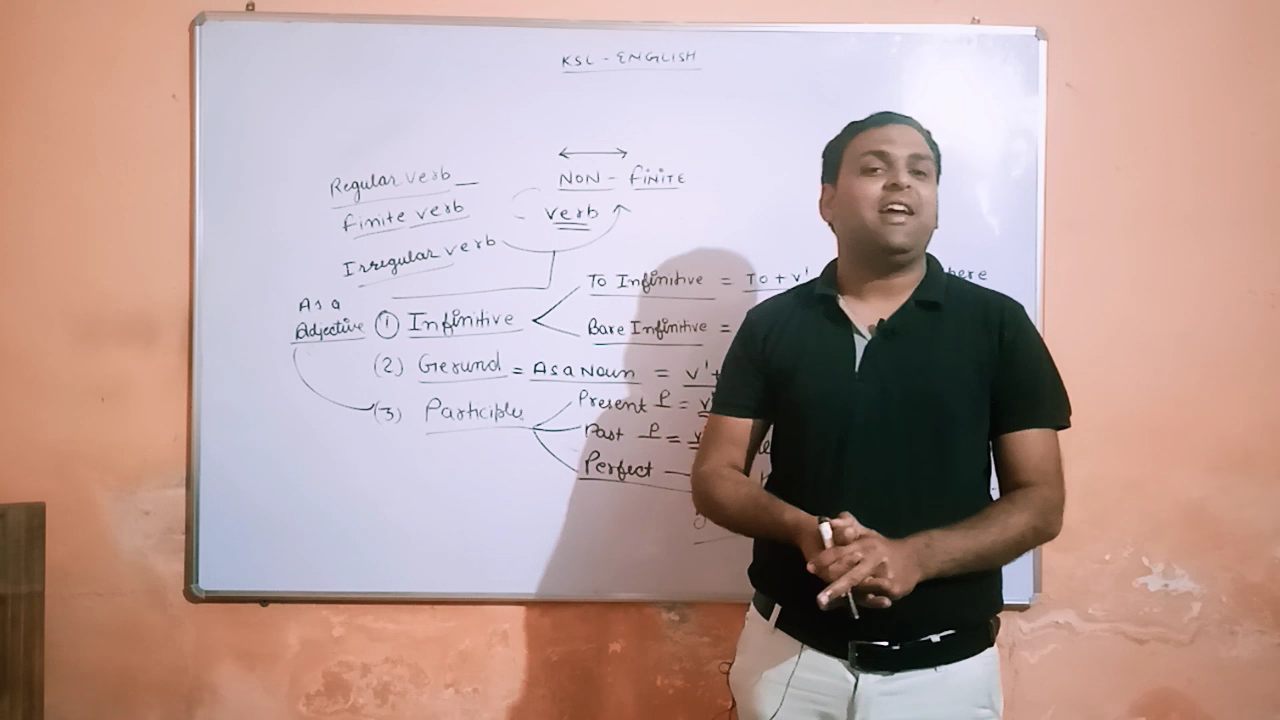 KSL - ENGLISH
NON - FINITE
verb
Regular verb
finite verb
Irregular verb
As a
Adjective
(1) Infinitive
To Infinitive = To + V'
Bare Infinitive =
(2) Gerund = As a Noun = V'+
(3) Participle
Present P =
Past P =
Perfect